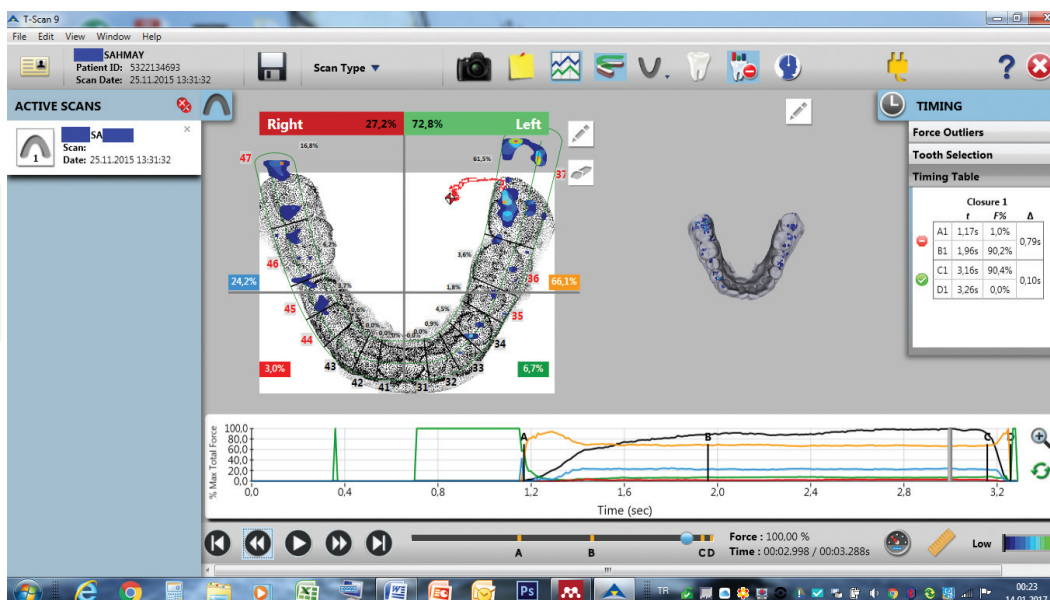 T-Scan 9
File Edit View Window Help
SAHMAY
Patient ID: 5322134693
Scan Date: 25.11.2015 13:31:32
Scan Type
?
ACTIVE SCANS
1
SA
Scan:
Date: 25.11.2015 13:31:32
Right 27,2% 72,8% Left
16,8%
61,5%
47
37
6,2%
3,6%
46
36
24,2%
66,1%
3,7%
1,8%
45
35
0,6%
4,5%
44
0,0%
0,9%
34
43
33
42
32
41
31
3,0%
6,7%
TIMING
Force Outliers
Tooth Selection
Timing Table
Closure 1
t F% Δ
A1 1,17s 1,0%
0,79s
B1 1,96s 90,2%
C1 3,16s 90,4%
0,10s
D1 3,26s 0,0%
% Max Total Force
100,0
80,0
60,0
40,0
20,0
0,0
A
B
C
D
0,0 0,4 0,8 1,2 1,6 2,0 2,4 2,8 3,2
Time (sec)
A B C D
Force : 100,00 %
Time : 00:02.998 / 00:03.288s
Low
Ps
TR
00:23
14.01.2017